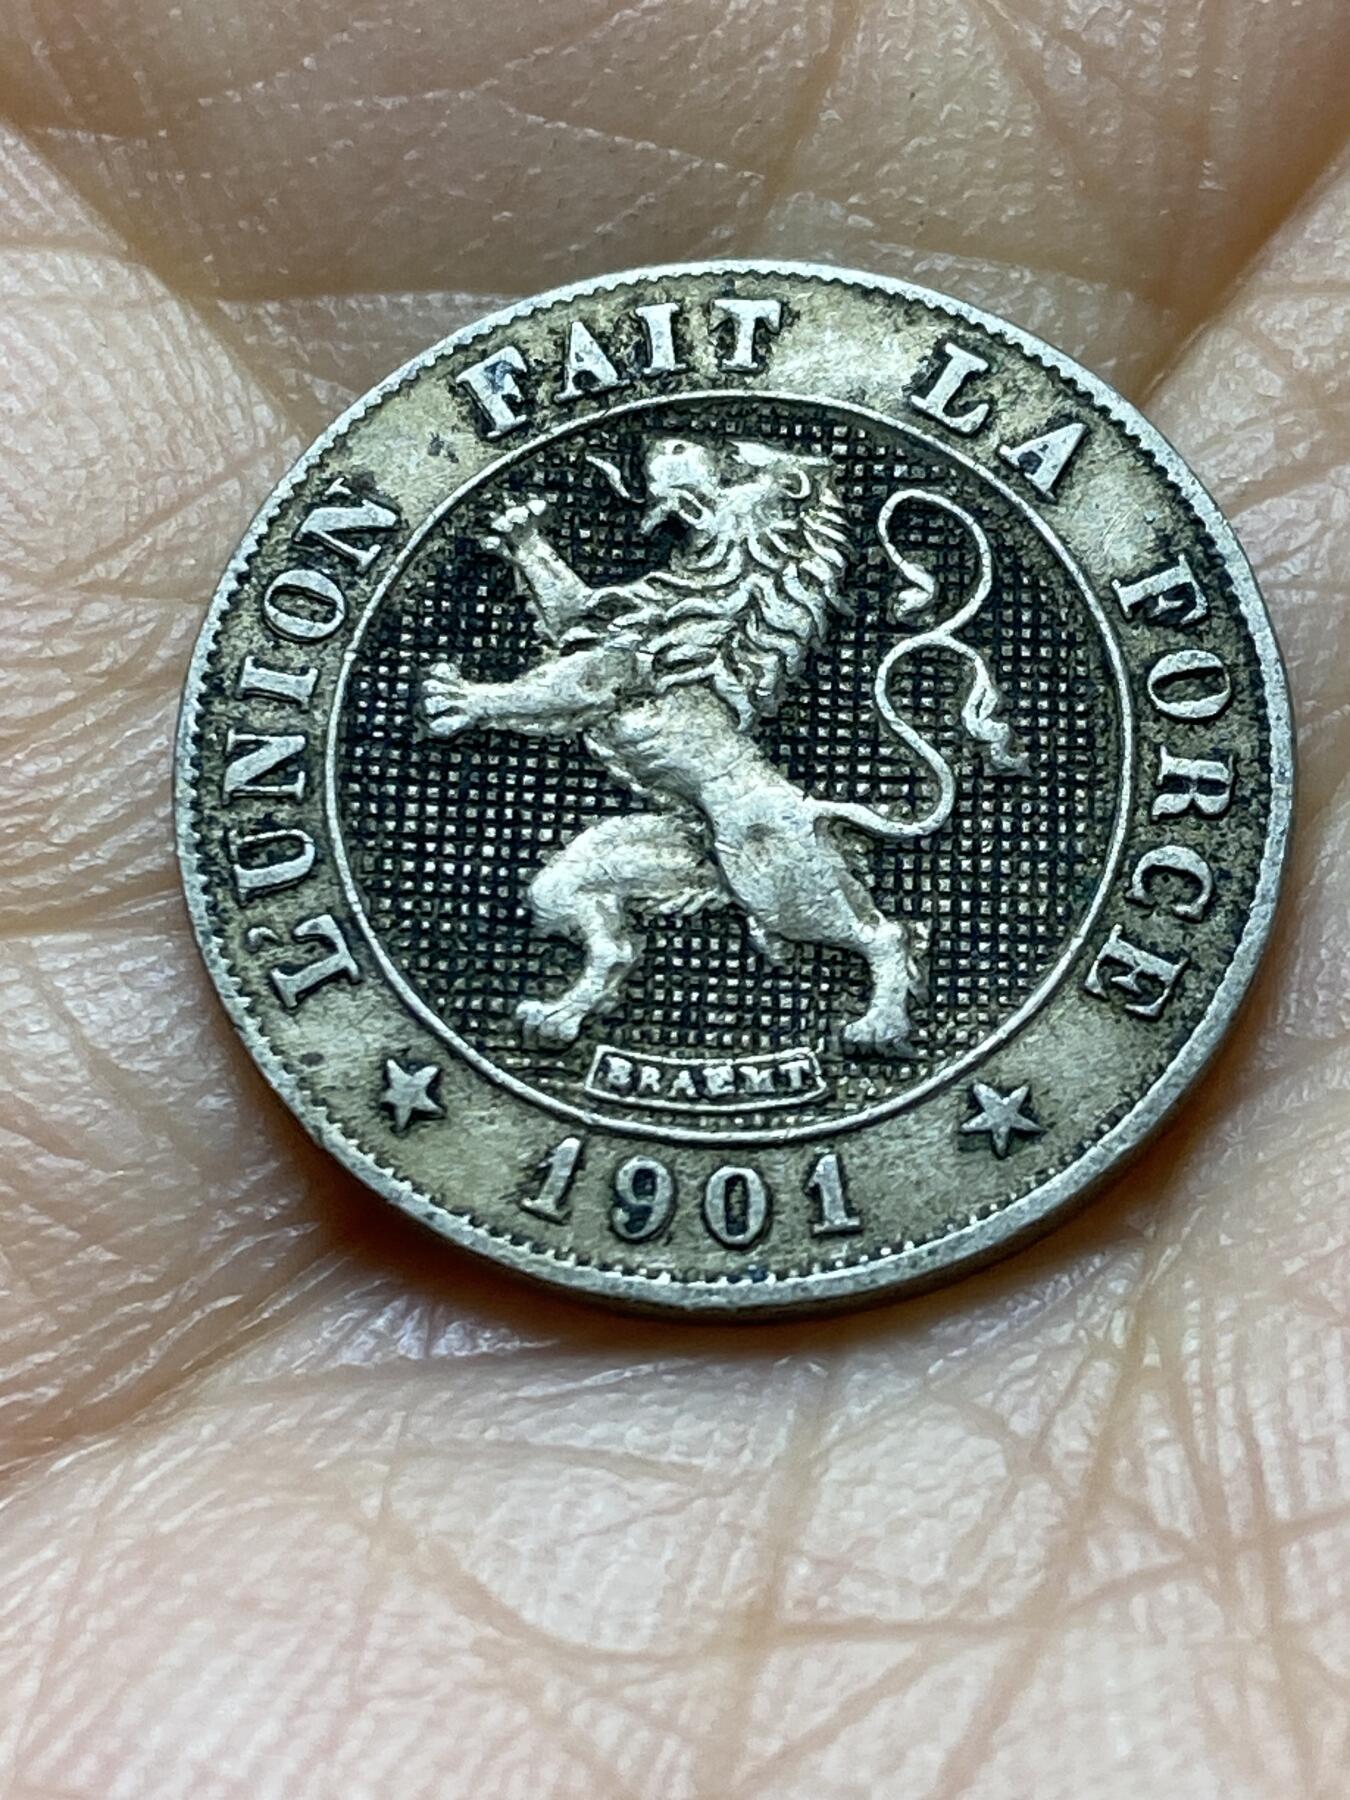 L'UNION FAIT LA FORCE
BRAEMT
★ 1901 ★